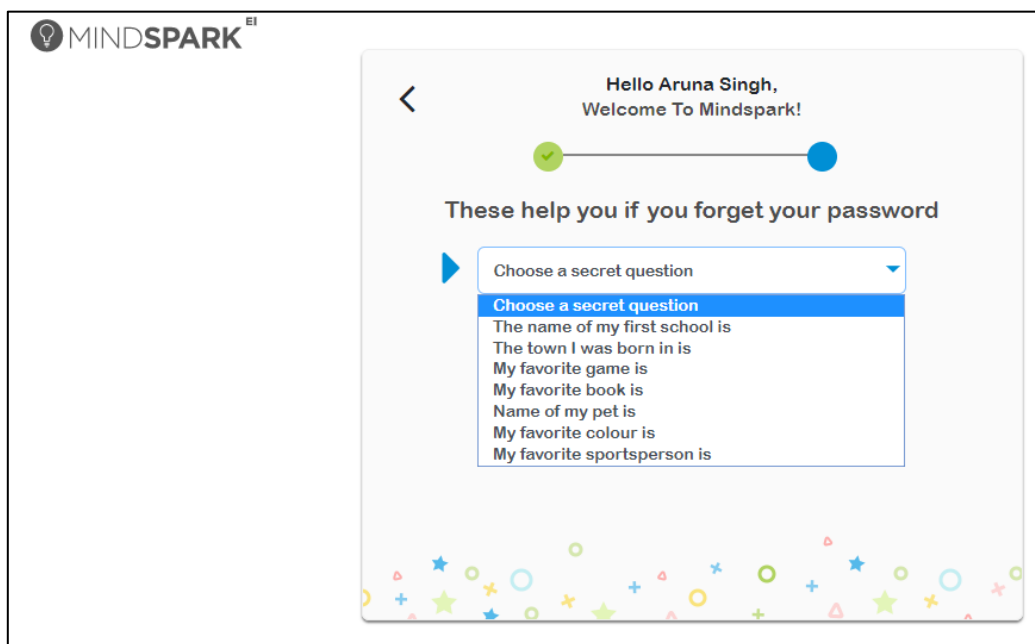 MINDSPARK EI
Hello Aruna Singh,
Welcome To Mindspark!
These help you if you forget your password
Choose a secret question
Choose a secret question
The name of my first school is
The town I was born in is
My favorite game is
My favorite book is
Name of my pet is
My favorite colour is
My favorite sportsperson is